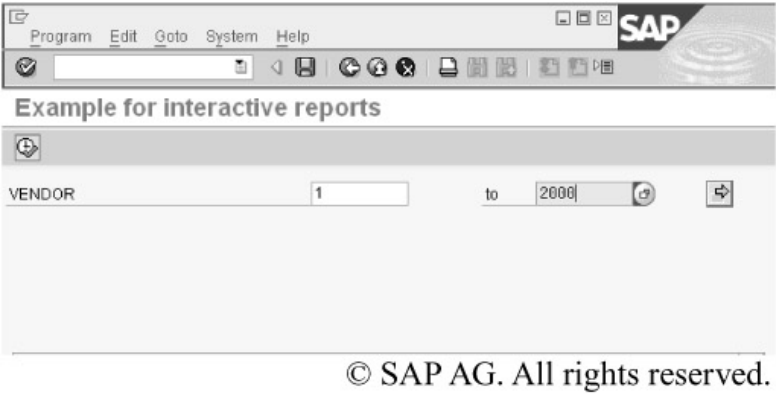 Program Edit Goto System Help
SAP
Example for interactive reports
VENDOR 1 to 2000
© SAP AG. All rights reserved.